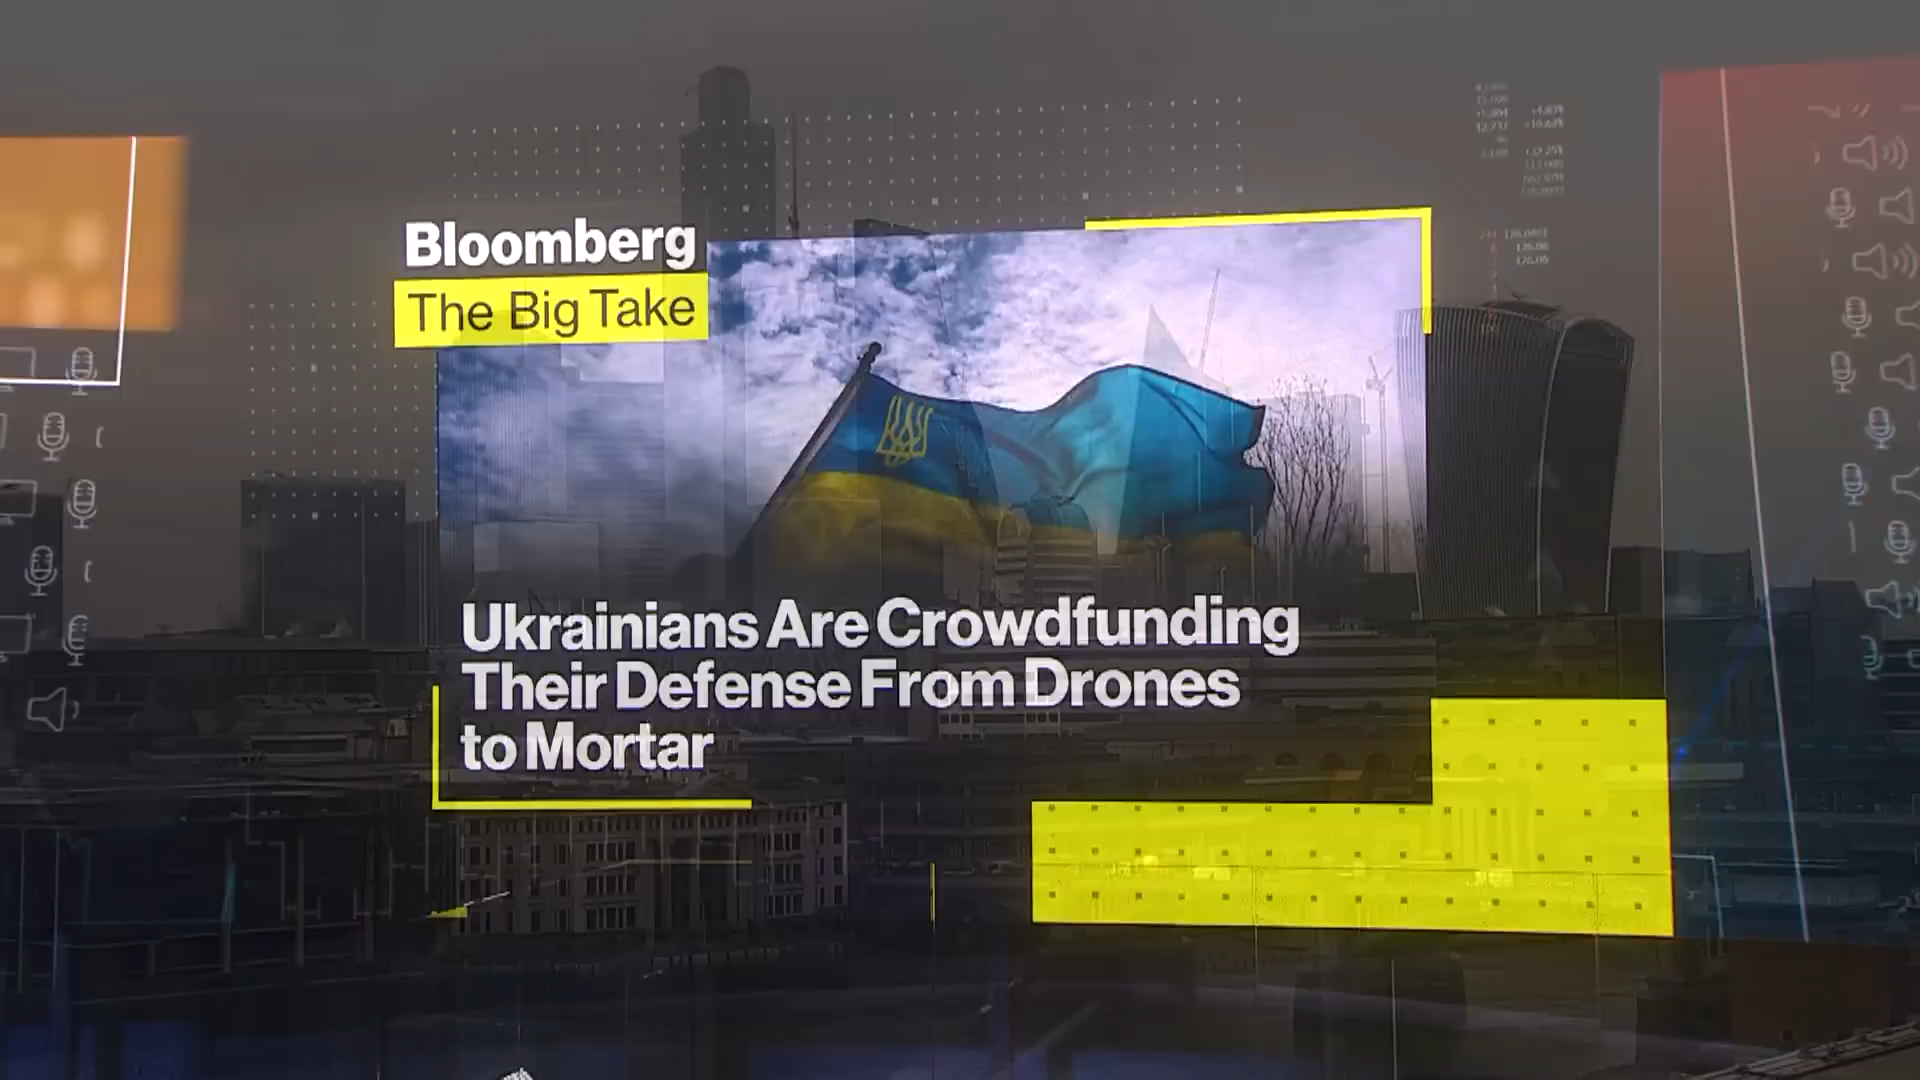 Bloomberg
The Big Take
Ukrainians Are Crowdfunding
Their Defense From Drones
to Mortar